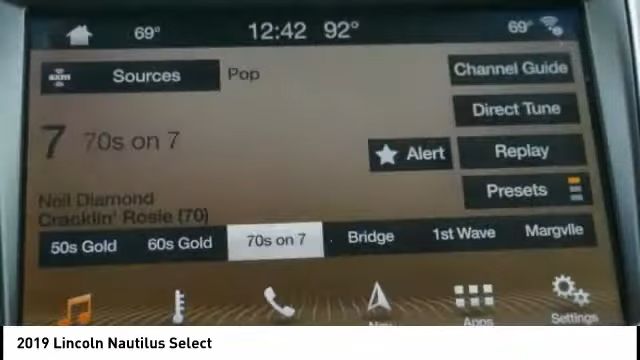 69° 12:42 92° 69°
sxm Sources Pop Channel Guide
Direct Tune
7 70s on 7
Alert Replay
Presets
Neil Diamond
Cracklin' Rosie (70)
50s Gold 60s Gold 70s on 7 Bridge 1st Wave Margvlle
Nav Apps Settings
2019 Lincoln Nautilus Select